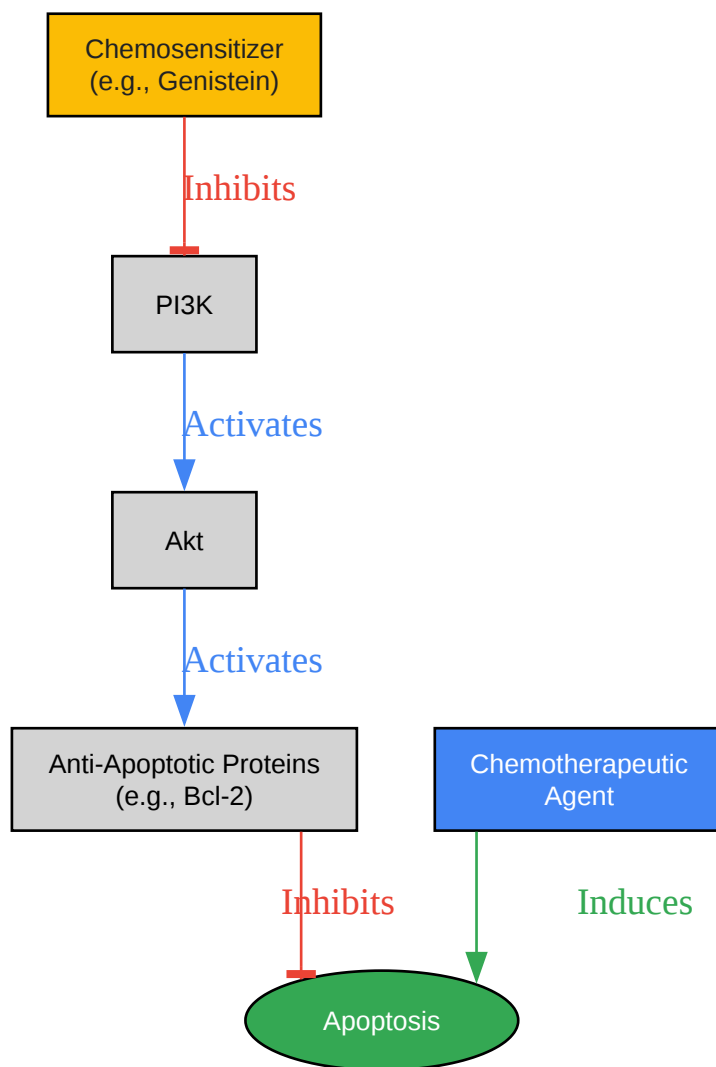 Chemosensitizer
(e.g., Genistein)
Inhibits
PI3K
Activates
Akt
Activates
Anti-Apoptotic Proteins
(e.g., Bcl-2)
Chemotherapeutic
Agent
Inhibits
Induces
Apoptosis